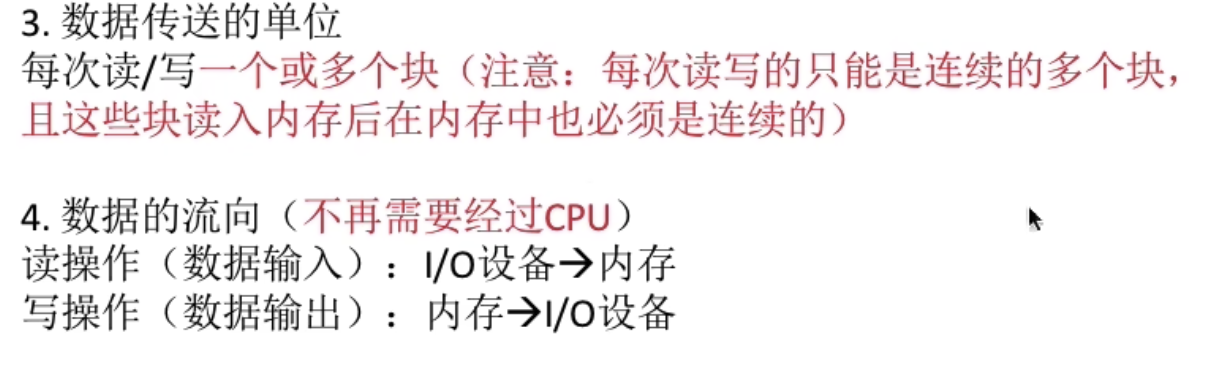 3. 数据传送的单位
每次读/写一个或多个块（注意：每次读写的只能是连续的多个块，
且这些块读入内存后在内存中也必须是连续的）
4. 数据的流向（不再需要经过CPU）
读操作（数据输入）：I/O设备→内存
写操作（数据输出）：内存→I/O设备